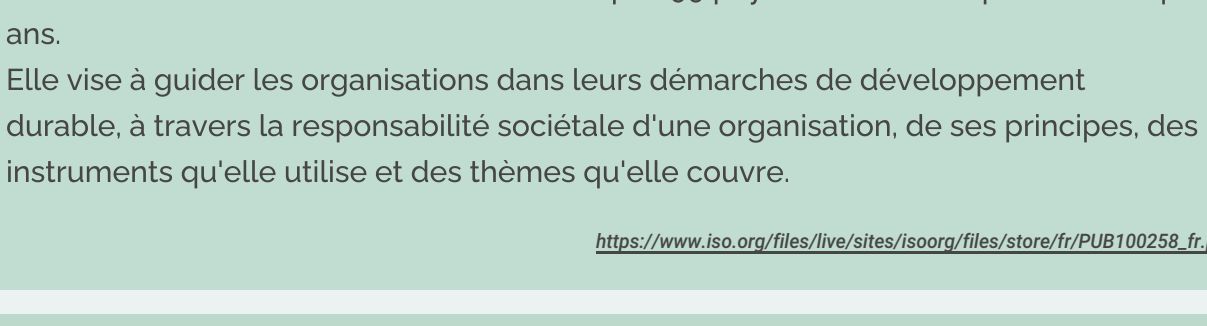 ans.
Elle vise à guider les organisations dans leurs démarches de développement
durable, à travers la responsabilité sociétale d'une organisation, de ses principes, des
instruments qu'elle utilise et des thèmes qu'elle couvre.
https://www.iso.org/files/live/sites/isoorg/files/store/fr/PUB100258_fr.